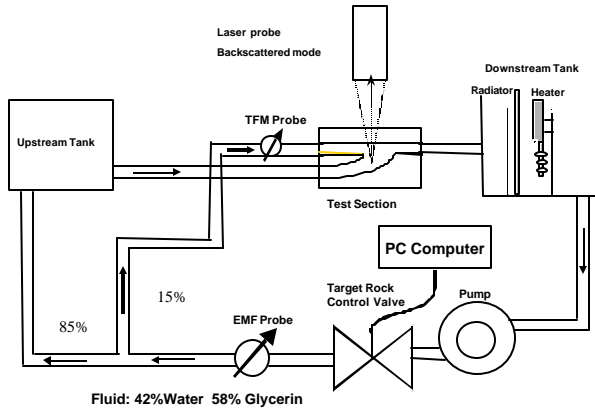 Laser probe
Backscattered mode
Downstream Tank
Radiator
Heater
TFM Probe
Upstream Tank
Test Section
PC Computer
Target Rock
Control Valve
Pump
15%
85%
EMF Probe
Fluid: 42%Water 58% Glycerin